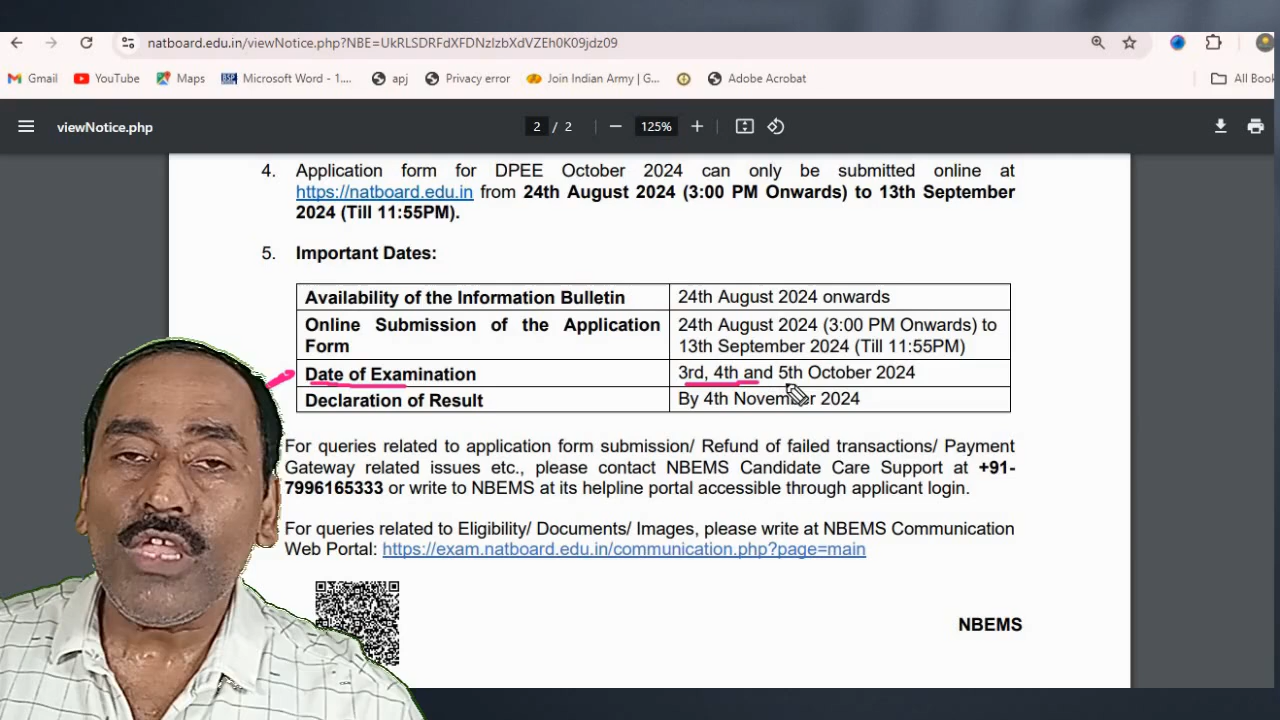 natboard.edu.in/viewNotice.php?NBE=UkRLSDRFdXFDNzlzbXdVZEh0K09jdz09
Gmail YouTube Maps Microsoft Word - 1.... apj Privacy error Join Indian Army | G... Adobe Acrobat All Book
viewNotice.php 2 / 2 125%
4. Application form for DPEE October 2024 can only be submitted online at
https://natboard.edu.in from 24th August 2024 (3:00 PM Onwards) to 13th September
2024 (Till 11:55PM).
5. Important Dates:
Availability of the Information Bulletin 24th August 2024 onwards
Online Submission of the Application 24th August 2024 (3:00 PM Onwards) to
Form 13th September 2024 (Till 11:55PM)
Date of Examination 3rd, 4th and 5th October 2024
Declaration of Result By 4th November 2024
For queries related to application form submission/ Refund of failed transactions/ Payment
Gateway related issues etc., please contact NBEMS Candidate Care Support at +91-
7996165333 or write to NBEMS at its helpline portal accessible through applicant login.
For queries related to Eligibility/ Documents/ Images, please write at NBEMS Communication
Web Portal: https://exam.natboard.edu.in/communication.php?page=main
NBEMS